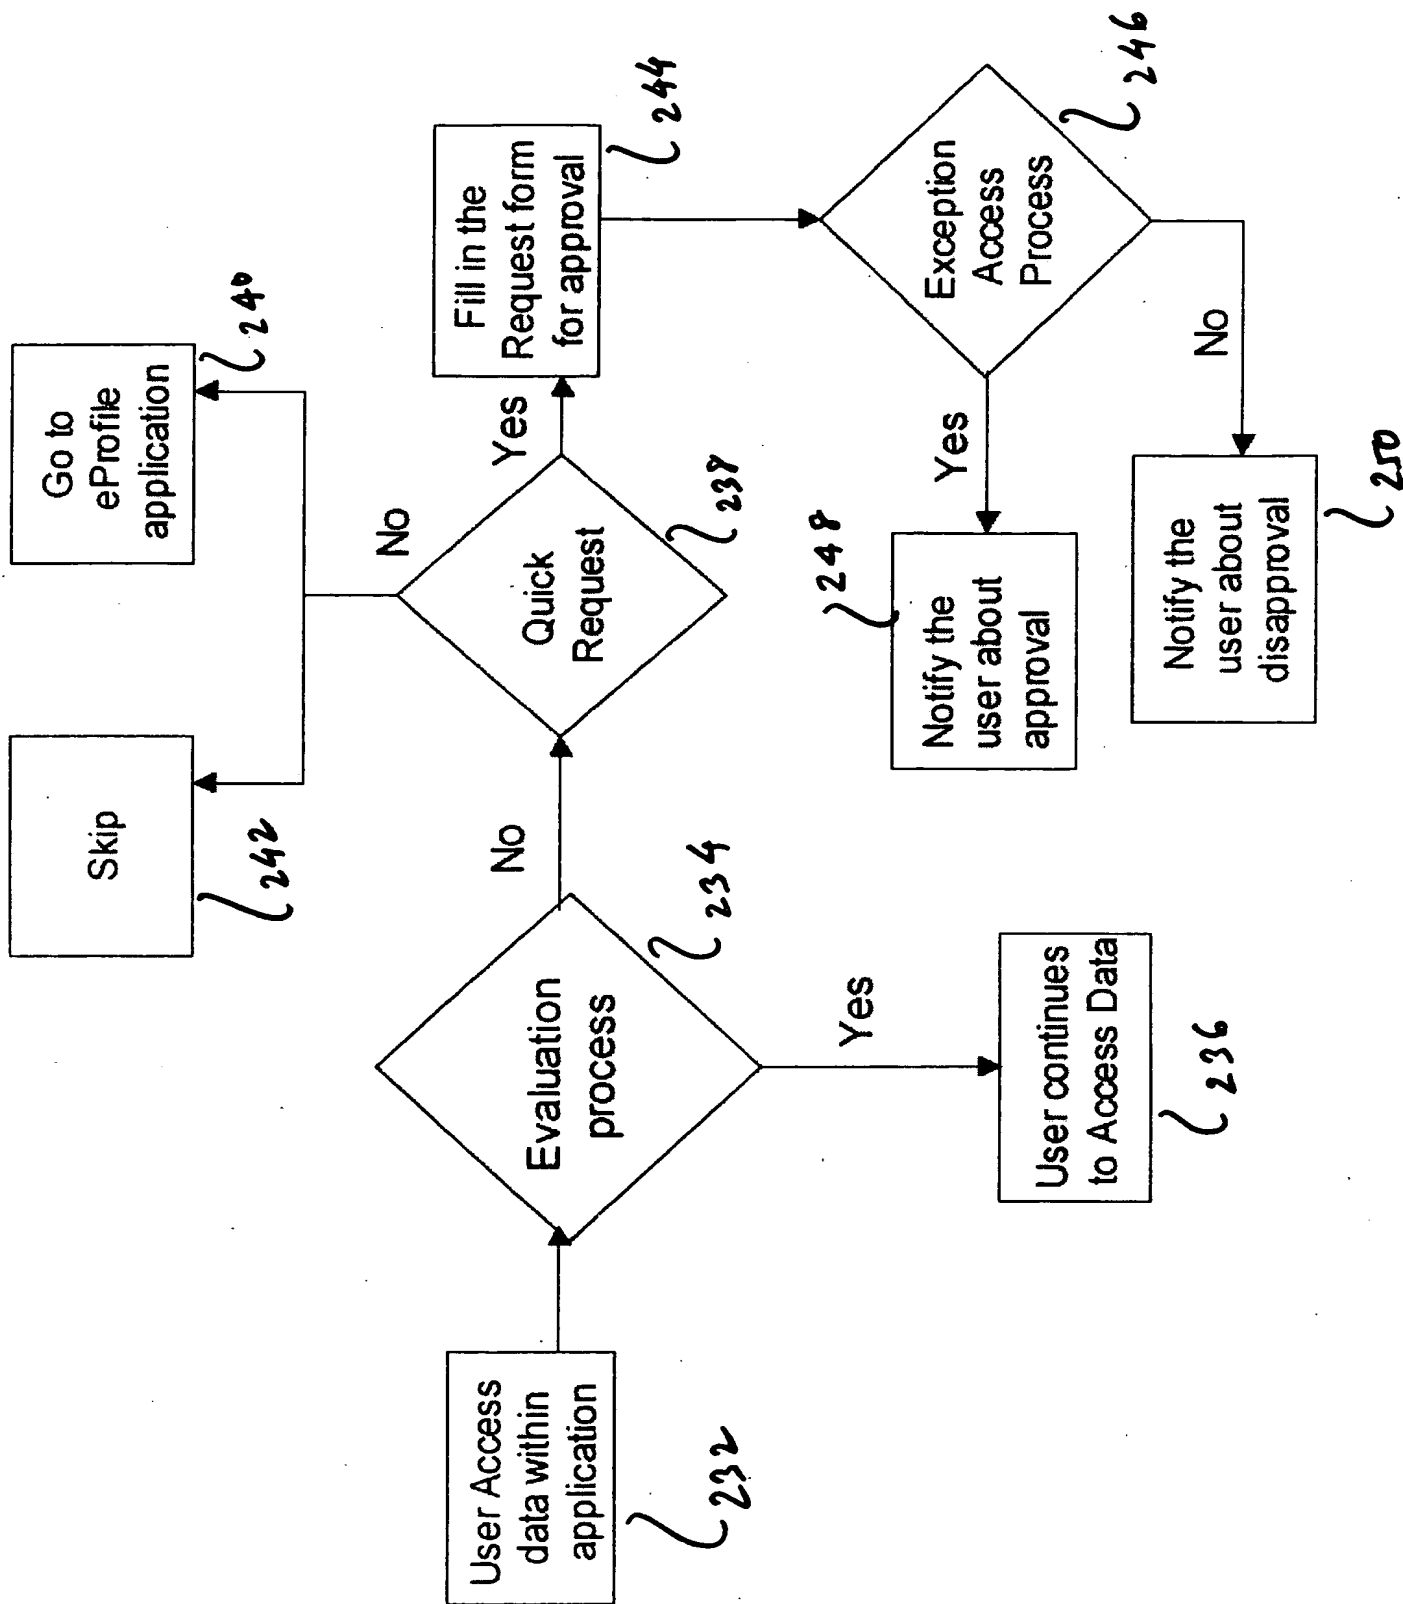 User Access
data within
application
232
Evaluation
process
234
Yes
User continues
to Access Data
236
No
Quick
Request
238
No
Skip
242
Go to
eProfile
application
240
Yes
Fill in the
Request form
for approval
244
Exception
Access
Process
246
Yes
Notify the
user about
approval
248
No
Notify the
user about
disapproval
250